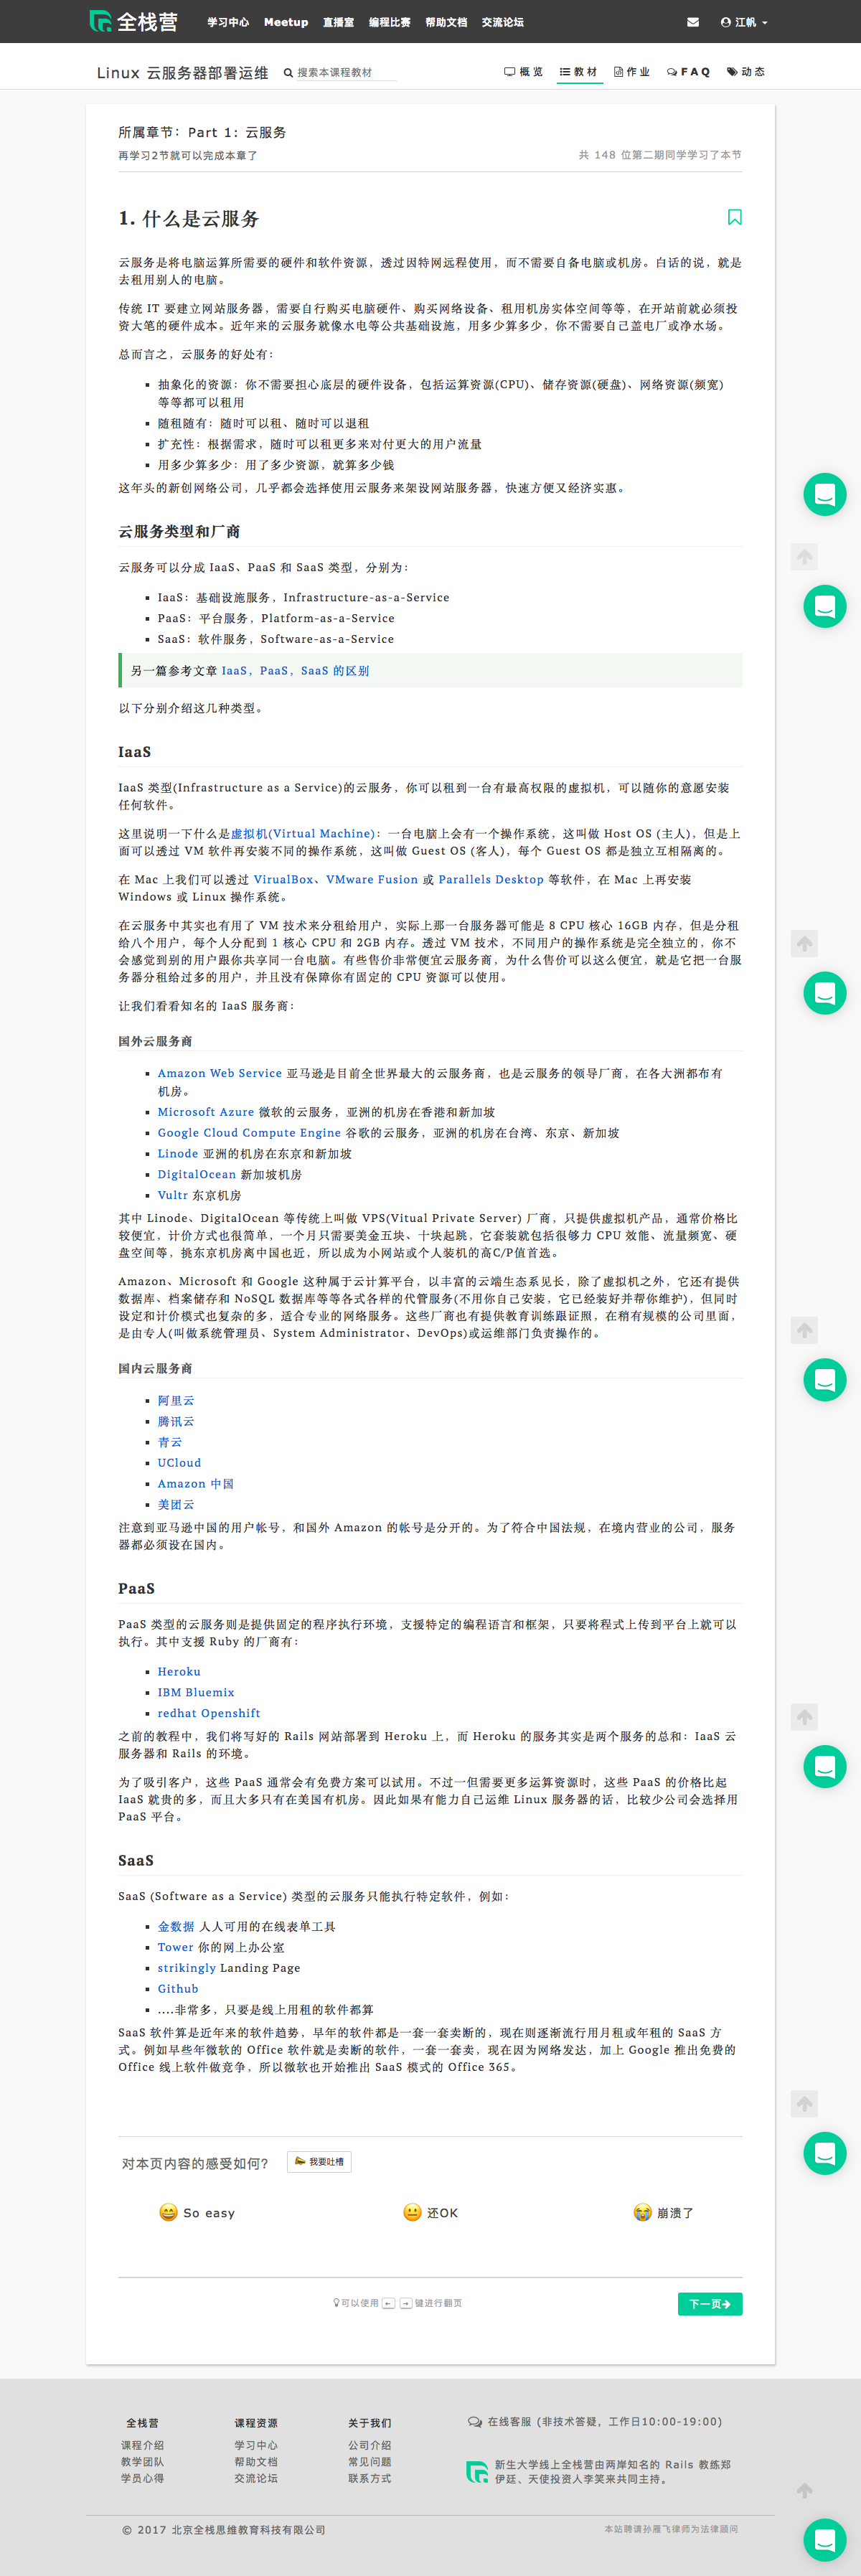 全栈营 学习中心 Meetup 直播室 编程比赛 帮助文档 交流论坛 江帆
Linux 云服务器部署运维 搜索本课程教材 概览 教材 作业 FAQ 动态
所属章节：Part 1: 云服务
再学习2节就可以完成本章了 共 148 位第二期同学学习了本节
1. 什么是云服务
云服务是将电脑运算所需要的硬件和软件资源，透过因特网远程使用，而不需要自备电脑或机房。白话的说，就是
去租用别人的电脑。
传统 IT 要建立网站服务器，需要自行购买电脑硬件、购买网络设备、租用机房实体空间等等，在开站前就必须投
资大笔的硬件成本。近年来的云服务就像水电等公共基础设施，用多少算多少，你不需要自己盖电厂或净水场。
总而言之，云服务的好处有：
▪ 抽象化的资源：你不需要担心底层的硬件设备，包括运算资源(CPU)、储存资源(硬盘)、网络资源(频宽)
等等都可以租用
▪ 随租随有：随时可以租、随时可以退租
▪ 扩充性：根据需求，随时可以租更多来对付更大的用户流量
▪ 用多少算多少：用了多少资源，就算多少钱
这年头的新创网络公司，几乎都会选择使用云服务来架设网站服务器，快速方便又经济实惠。
云服务类型和厂商
云服务可以分成 IaaS、PaaS 和 SaaS 类型，分别为：
▪ IaaS：基础设施服务，Infrastructure-as-a-Service
▪ PaaS：平台服务，Platform-as-a-Service
▪ SaaS：软件服务，Software-as-a-Service
另一篇参考文章 IaaS，PaaS，SaaS 的区别
以下分别介绍这几种类型。
IaaS
IaaS 类型(Infrastructure as a Service)的云服务，你可以租到一台有最高权限的虚拟机，可以随你的意愿安装
任何软件。
这里说明一下什么是虚拟机(Virtual Machine)：一台电脑上会有一个操作系统，这叫做 Host OS (主人)，但是上
面可以透过 VM 软件再安装不同的操作系统，这叫做 Guest OS (客人)，每个 Guest OS 都是独立互相隔离的。
在 Mac 上我们可以透过 VirualBox、VMware Fusion 或 Parallels Desktop 等软件，在 Mac 上再安装
Windows 或 Linux 操作系统。
在云服务中其实也有用了 VM 技术来分租给用户，实际上那一台服务器可能是 8 CPU 核心 16GB 内存，但是分租
给八个用户，每个人分配到 1 核心 CPU 和 2GB 内存。透过 VM 技术，不同用户的操作系统是完全独立的，你不
会感觉到别的用户跟你共享同一台电脑。有些售价非常便宜云服务商，为什么售价可以这么便宜，就是它把一台服
务器分租给过多的用户，并且没有保障你有固定的 CPU 资源可以使用。
让我们看看知名的 IaaS 服务商：
国外云服务商
▪ Amazon Web Service 亚马逊是目前全世界最大的云服务商，也是云服务的领导厂商，在各大洲都布有
机房。
▪ Microsoft Azure 微软的云服务，亚洲的机房在香港和新加坡
▪ Google Cloud Compute Engine 谷歌的云服务，亚洲的机房在台湾、东京、新加坡
▪ Linode 亚洲的机房在东京和新加坡
▪ DigitalOcean 新加坡机房
▪ Vultr 东京机房
其中 Linode、DigitalOcean 等传统上叫做 VPS(Vitual Private Server) 厂商，只提供虚拟机产品，通常价格比
较便宜，计价方式也很简单，一个月只需要美金五块、十块起跳，它套装就包括很够力 CPU 效能、流量频宽、硬
盘空间等，挑东京机房离中国也近，所以成为小网站或个人装机的高C/P值首选。
Amazon、Microsoft 和 Google 这种属于云计算平台，以丰富的云端生态系见长，除了虚拟机之外，它还有提供
数据库、档案储存和 NoSQL 数据库等等各式各样的代管服务(不用你自己安装，它已经装好并帮你维护)，但同时
设定和计价模式也复杂的多，适合专业的网络服务。这些厂商也有提供教育训练跟证照，在稍有规模的公司里面，
是由专人(叫做系统管理员、System Administrator、DevOps)或运维部门负责操作的。
国内云服务商
▪ 阿里云
▪ 腾讯云
▪ 青云
▪ UCloud
▪ Amazon 中国
▪ 美团云
注意到亚马逊中国的用户帐号，和国外 Amazon 的帐号是分开的。为了符合中国法规，在境内营业的公司，服务
器都必须设在国内。
PaaS
PaaS 类型的云服务则是提供固定的程序执行环境，支援特定的编程语言和框架，只要将程式上传到平台上就可以
执行。其中支援 Ruby 的厂商有：
▪ Heroku
▪ IBM Bluemix
▪ redhat Openshift
之前的教程中，我们将写好的 Rails 网站部署到 Heroku 上，而 Heroku 的服务其实是两个服务的总和：IaaS 云
服务器和 Rails 的环境。
为了吸引客户，这些 PaaS 通常会有免费方案可以试用。不过一但需要更多运算资源时，这些 PaaS 的价格比起
IaaS 就贵的多，而且大多只有在美国有机房。因此如果有能力自己运维 Linux 服务器的话，比较少公司会选择用
PaaS 平台。
SaaS
SaaS (Software as a Service) 类型的云服务只能执行特定软件，例如：
▪ 金数据 人人可用的在线表单工具
▪ Tower 你的网上办公室
▪ strikingly Landing Page
▪ Github
▪ ....非常多，只要是线上用租的软件都算
SaaS 软件算是近年来的软件趋势，早年的软件都是一套一套卖断的，现在则逐渐流行用月租或年租的 SaaS 方
式。例如早些年微软的 Office 软件就是卖断的软件，一套一套卖，现在因为网络发达，加上 Google 推出免费的
Office 线上软件做竞争，所以微软也开始推出 SaaS 模式的 Office 365。
对本页内容的感受如何？ 我要吐槽
So easy 还OK 崩溃了
可以使用 ← → 键进行翻页 下一页
全栈营 课程资源 关于我们 在线客服 (非技术答疑，工作日10:00-19:00)
课程介绍 学习中心 公司介绍
教学团队 帮助文档 常见问题 新生大学线上全栈营由两岸知名的 Rails 教练郑
学员心得 交流论坛 联系方式 伊廷、天使投资人李笑来共同主持。
© 2017 北京全栈思维教育科技有限公司 本站聘请孙雁飞律师为法律顾问